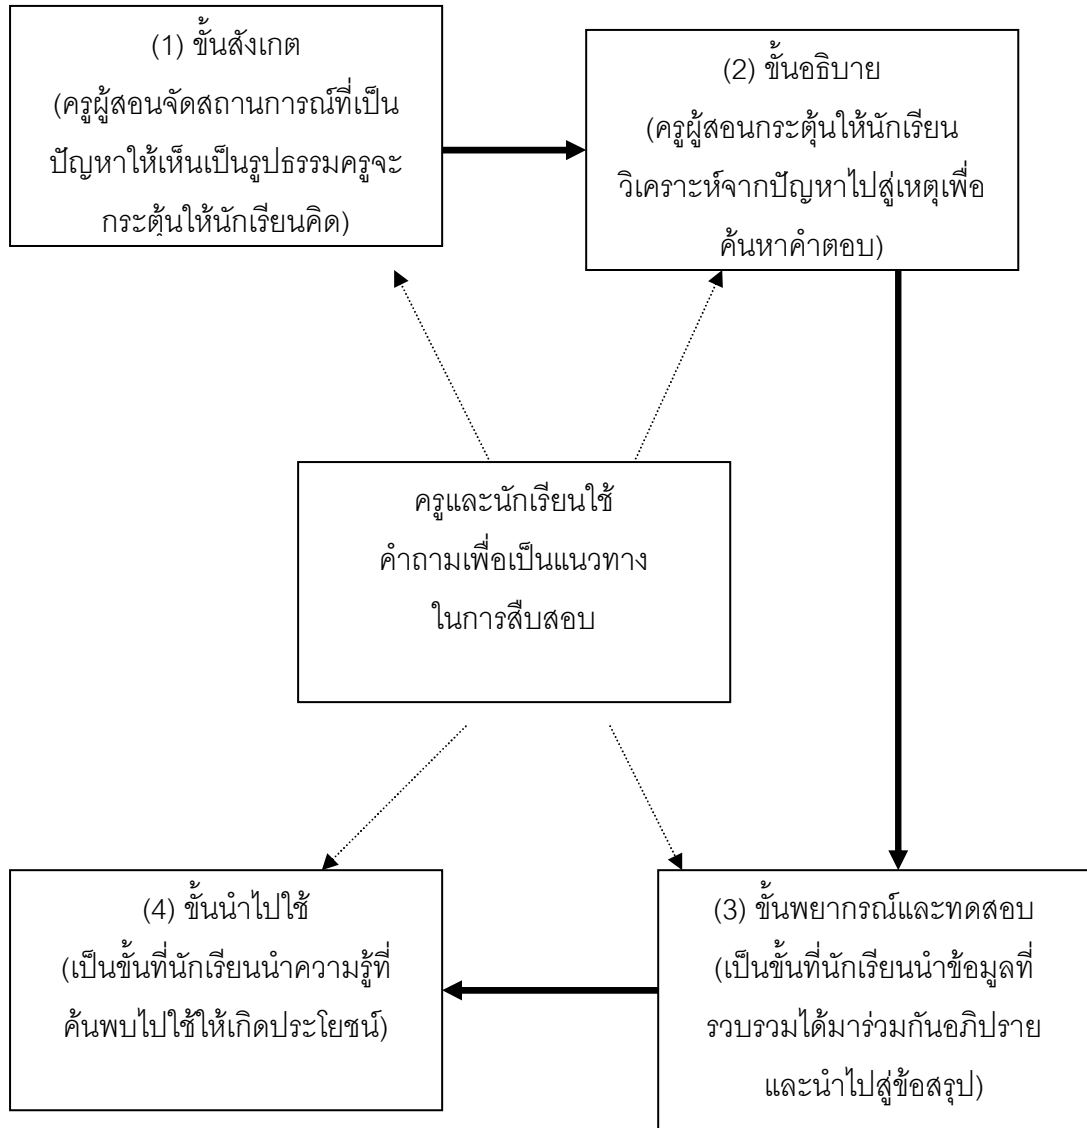 (1) ขั้นสังเกต
(ครูผู้สอนจัดสถานการณ์ที่เป็น
ปัญหาให้เห็นเป็นรูปธรรมครูจะ
กระตุ้นให้นักเรียนคิด)
(2) ขั้นอธิบาย
(ครูผู้สอนกระตุ้นให้นักเรียน
วิเคราะห์จากปัญหาไปสู่เหตุเพื่อ
ค้นหาคำตอบ)
ครูและนักเรียนใช้
คำถามเพื่อเป็นแนวทาง
ในการสืบสอบ
(4) ขั้นนำไปใช้
(เป็นขั้นที่นักเรียนนำความรู้ที่
ค้นพบไปใช้ให้เกิดประโยชน์)
(3) ขั้นพยากรณ์และทดสอบ
(เป็นขั้นที่นักเรียนนำข้อมูลที่
รวบรวมได้มาร่วมกันอภิปราย
และนำไปสู่ข้อสรุป)